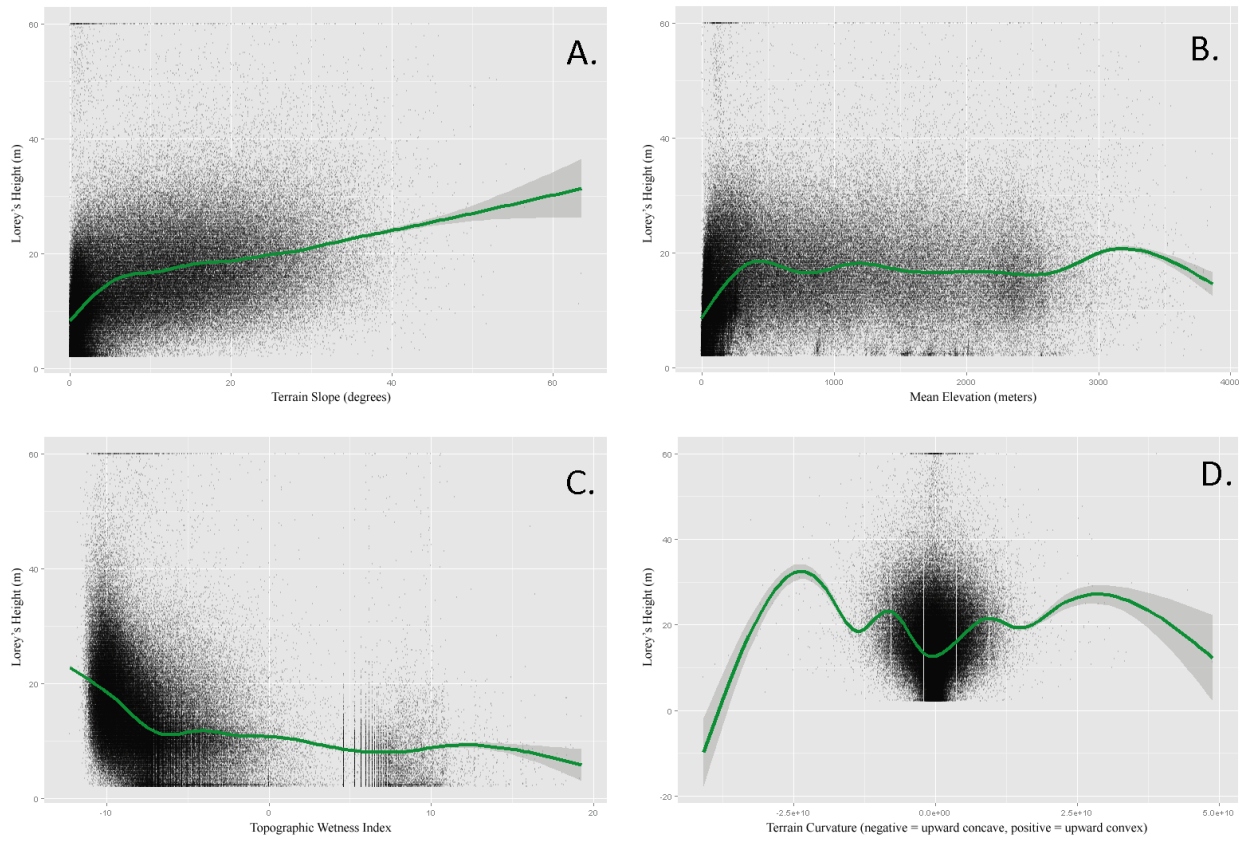 A.
60
40
20
0
Lorey's Height (m)
0 20 40 60
Terrain Slope (degrees)
B.
60
40
20
0
Lorey's Height (m)
0 1000 2000 3000 4000
Mean Elevation (meters)
C.
60
40
20
0
Lorey's Height (m)
-10 0 10 20
Topographic Wetness Index
D.
60
40
20
0
-20
Lorey's Height (m)
-2.5e+10 0.0e+00 2.5e+10 5.0e+10
Terrain Curvature (negative = upward concave, positive = upward convex)